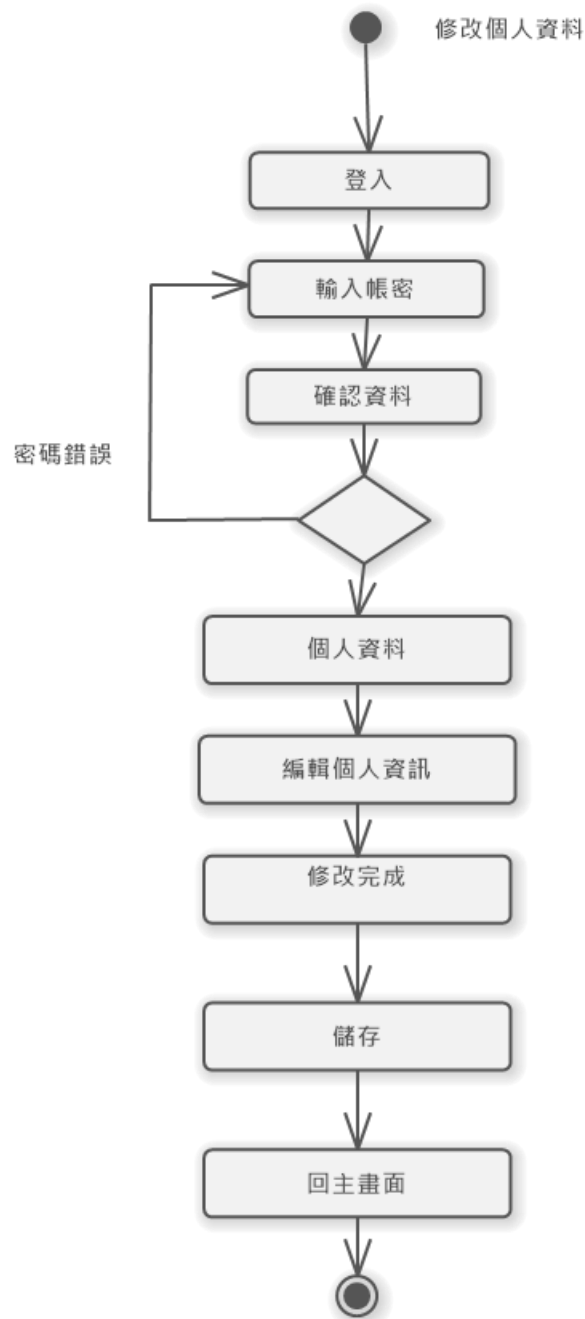 修改個人資料
登入
輸入帳密
確認資料
密碼錯誤
個人資料
編輯個人資訊
修改完成
儲存
回主畫面